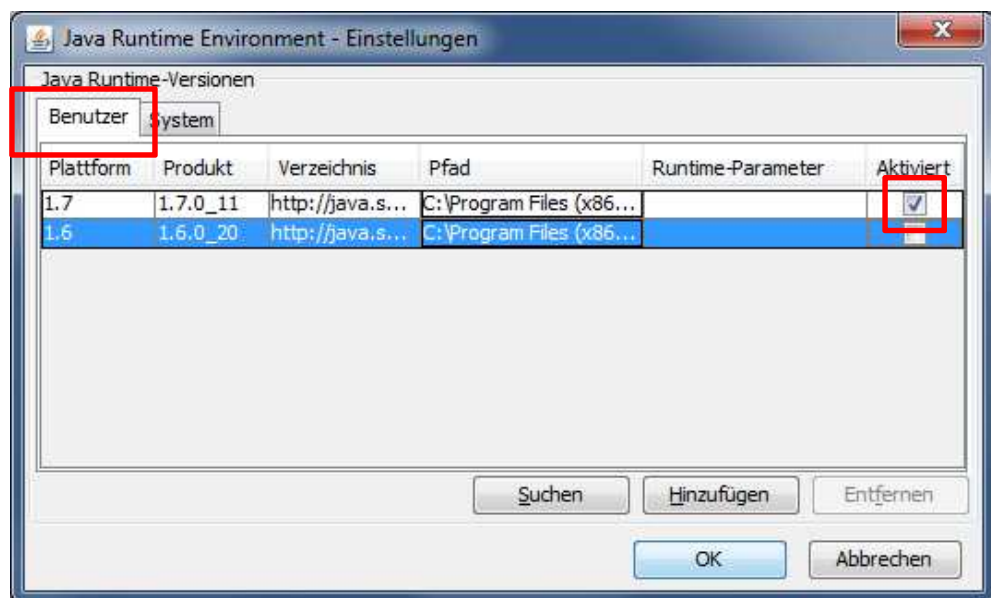 Java Runtime Environment - Einstellungen
Java Runtime-Versionen
Benutzer System
Plattform Produkt Verzeichnis Pfad Runtime-Parameter Aktiviert
1.7 1.7.0_11 http://java.s... C:\Program Files (x86...
1.6 1.6.0_20 http://java.s... C:\Program Files (x86...
Suchen Hinzufügen Entfernen
OK Abbrechen